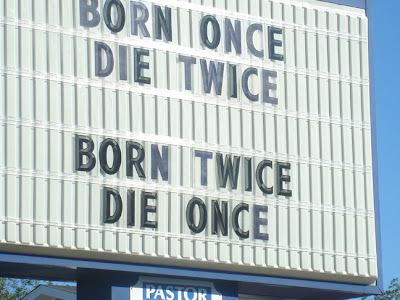 BORN ONCE
DIE TWICE
BORN TWICE
DIE ONCE
PASTOR